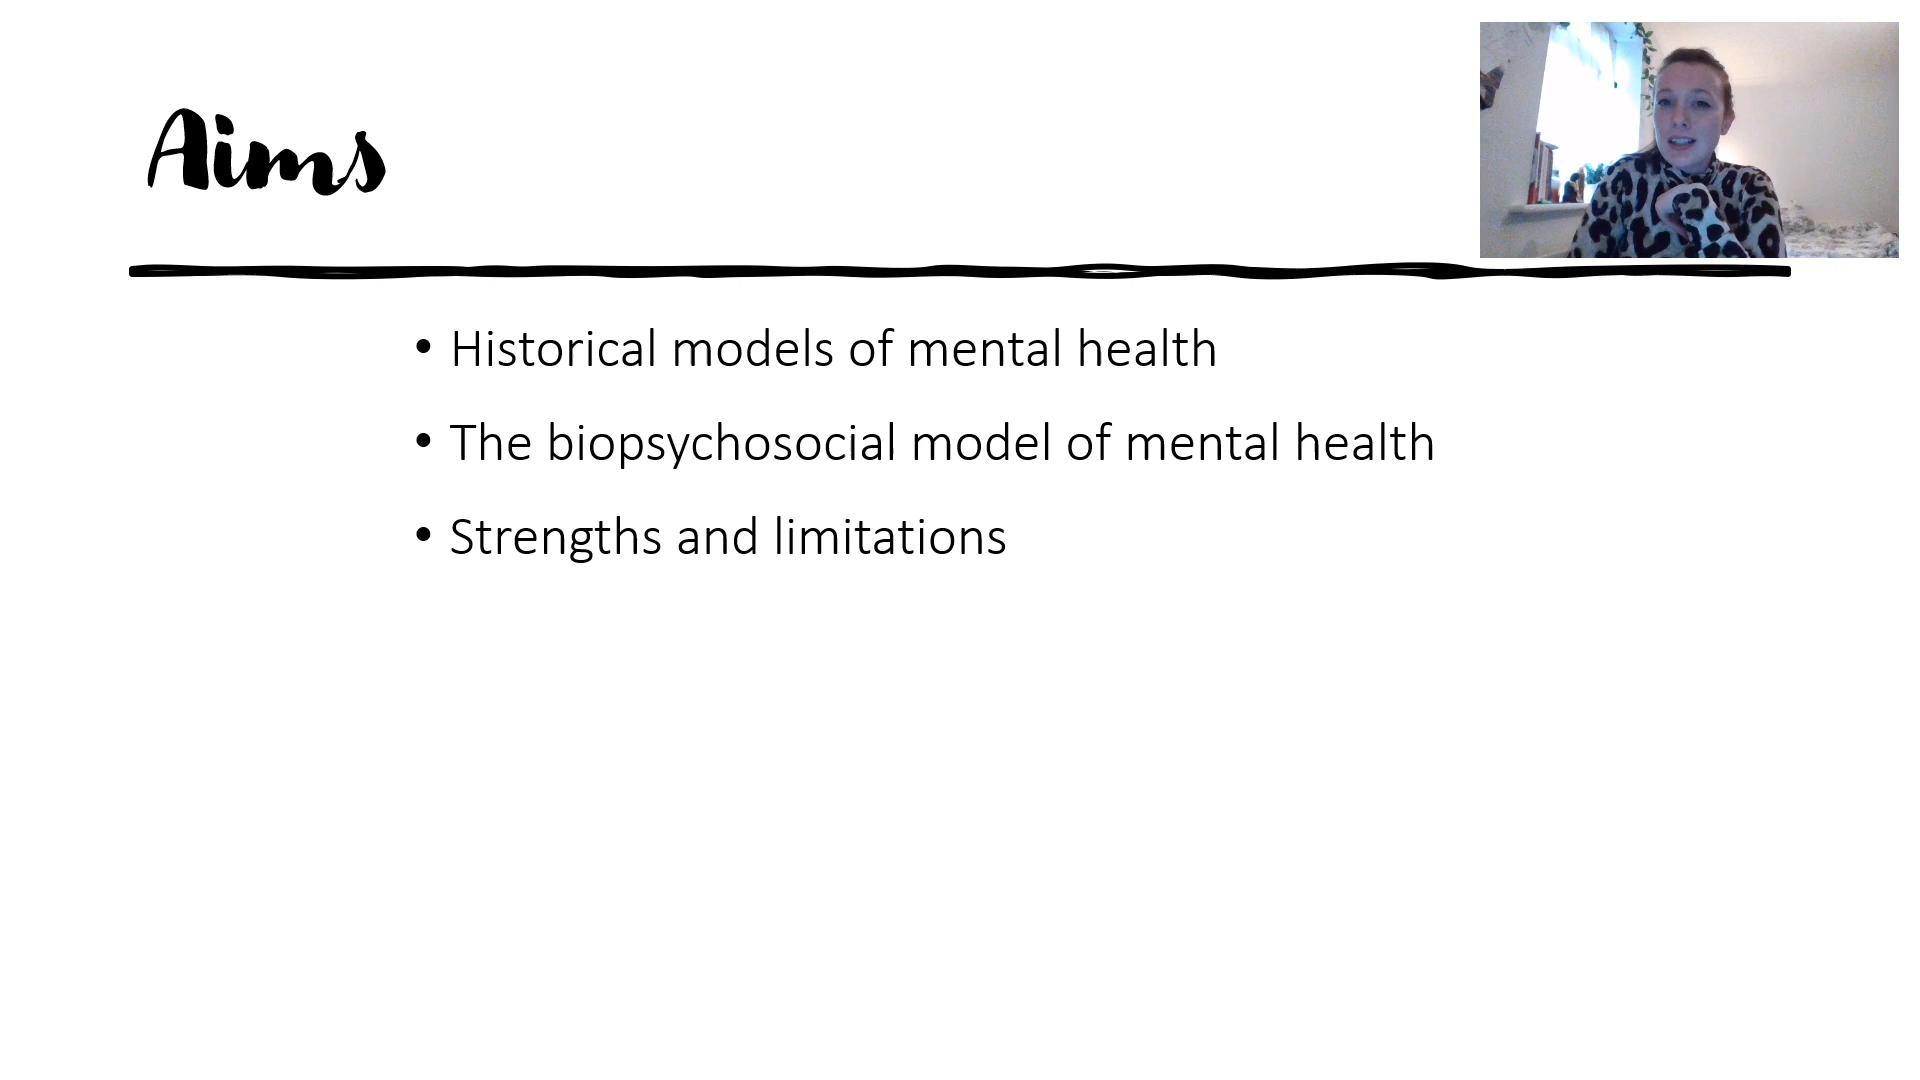 Aims
• Historical models of mental health
• The biopsychosocial model of mental health
• Strengths and limitations